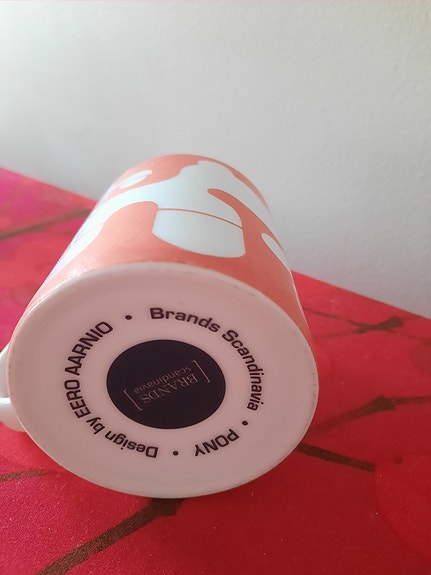 Brands Scandinavia • PONY • Design by EERO AARNIO •
[BRANDS]
scandinavia